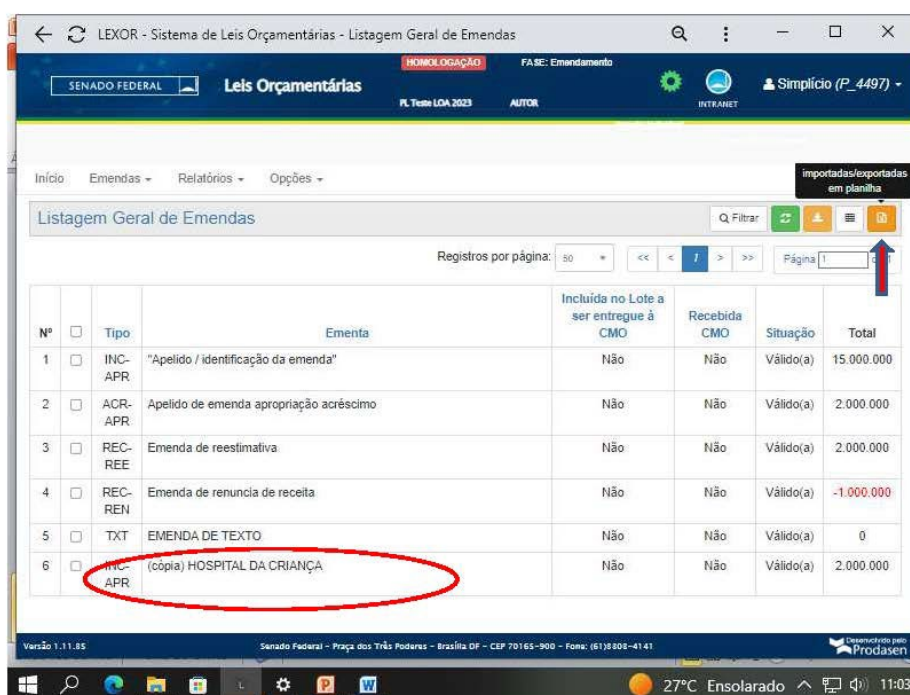 LEXOR - Sistema de Leis Orçamentárias - Listagem Geral de Emendas
HOMOLOGAÇÃO FASE: Emendamento
SENADO FEDERAL Leis Orçamentárias
PL Teste LOA 2023 AUTOR
INTRANET
Simplício (P_4497)
Início Emendas Relatórios Opções
importadas/exportadas
em planilha
Listagem Geral de Emendas Filtrar
Registros por página: 50 << < 1 > >> Página 1
Incluída no Lote a
ser entregue à
CMO
Recebida
CMO
Nº Tipo Ementa Situação Total
1 INC-
APR "Apelido / identificação da emenda" Não Não Válido(a) 15.000.000
2 ACR-
APR Apelido de emenda apropriação acréscimo Não Não Válido(a) 2.000.000
3 REC-
REE Emenda de reestimativa Não Não Válido(a) 2.000.000
4 REC-
REN Emenda de renuncia de receita Não Não Válido(a) -1.000.000
5 TXT EMENDA DE TEXTO Não Não Válido(a) 0
6 INC-
APR (cópia) HOSPITAL DA CRIANÇA Não Não Válido(a) 2.000.000
Versão 1.11.85 Senado Federal - Praça dos Três Poderes - Brasília DF - CEP 70165-900 - Fone: (61)8808-4141 Desenvolvido pelo
Prodasen
27°C Ensolarado 11:03